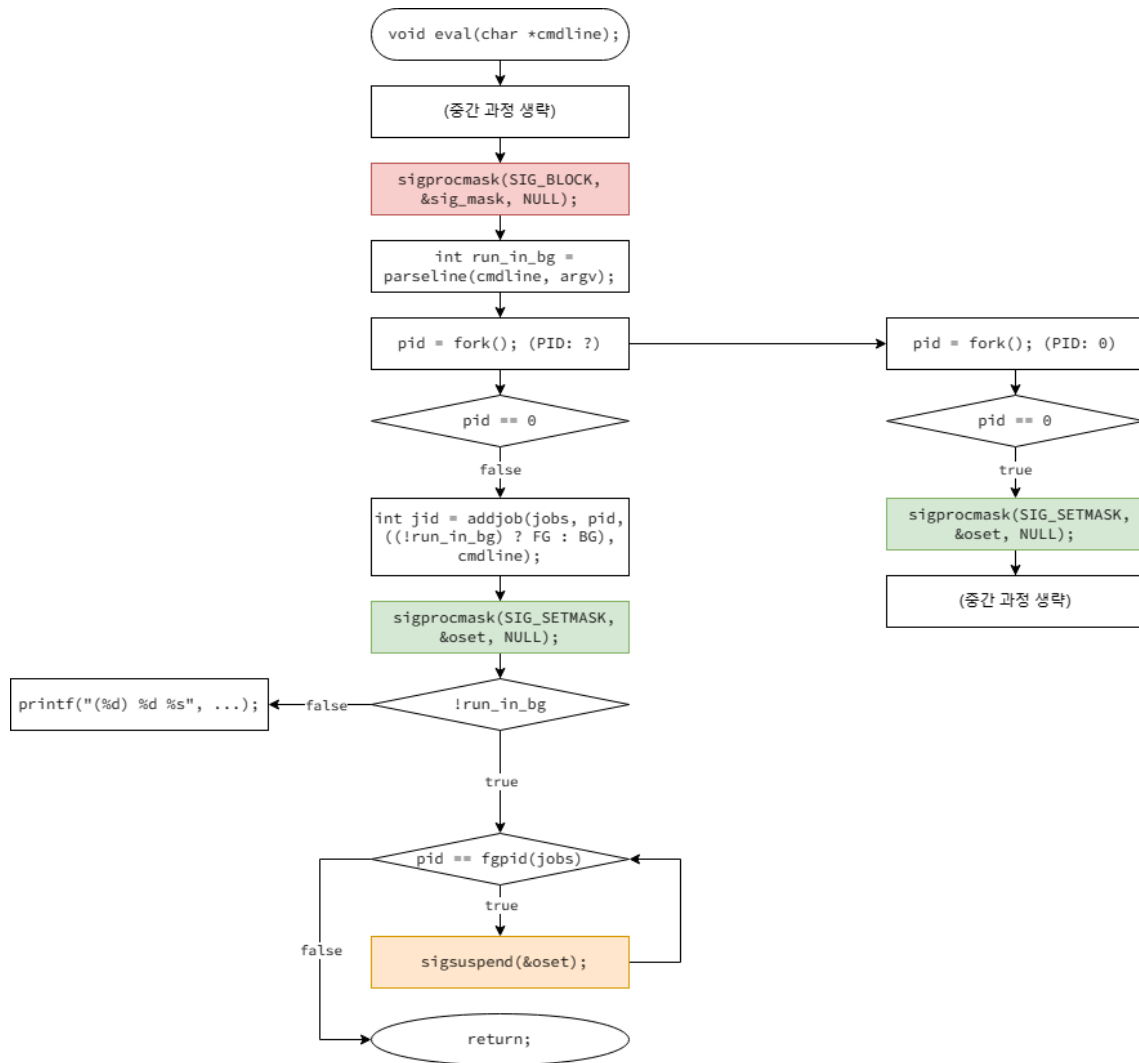 void eval(char *cmdline);
(중간 과정 생략)
sigprocmask(SIG_BLOCK,
&sig_mask, NULL);
int run_in_bg =
parseline(cmdline, argv);
pid = fork(); (PID: ?)
pid = fork(); (PID: 0)
pid == 0
pid == 0
false
true
int jid = addjob(jobs, pid,
((!run_in_bg) ? FG : BG),
cmdline);
sigprocmask(SIG_SETMASK,
&oset, NULL);
sigprocmask(SIG_SETMASK,
&oset, NULL);
(중간 과정 생략)
printf("(%d) %d %s", ...);
false
!run_in_bg
true
pid == fgpid(jobs)
true
false
sigsuspend(&oset);
return;